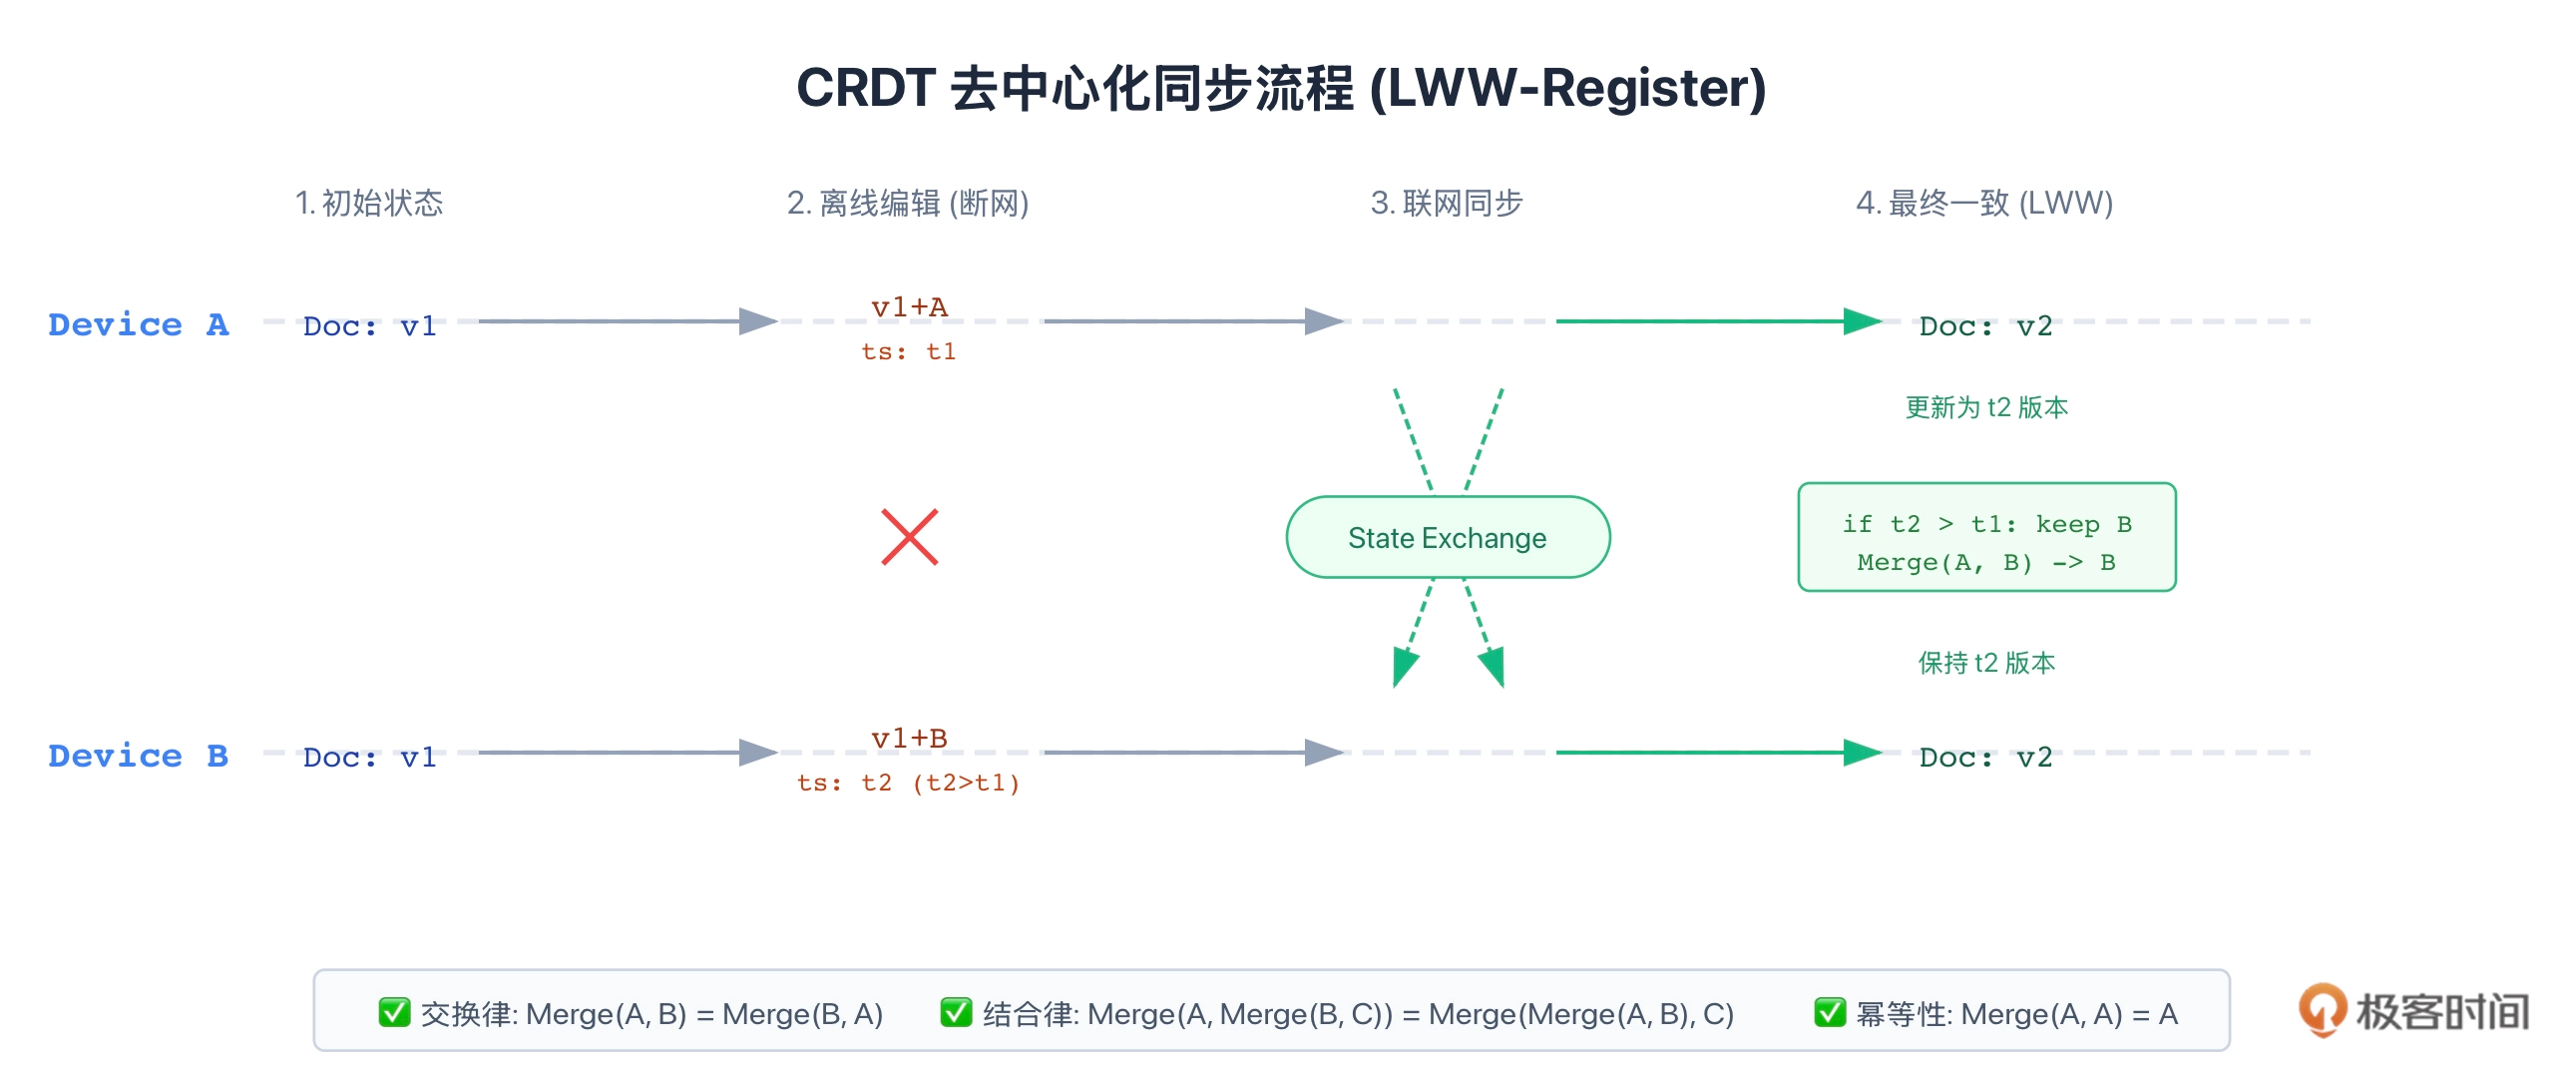 CRDT 去中心化同步流程 (LWW-Register)
1. 初始状态
2. 离线编辑 (断网)
3. 联网同步
4. 最终一致 (LWW)
Device A
Doc: v1
v1+A
ts: t1
Doc: v2
更新为 t2 版本
State Exchange
if t2 > t1: keep B
Merge(A, B) -> B
保持 t2 版本
Device B
Doc: v1
v1+B
ts: t2 (t2>t1)
Doc: v2
✅ 交换律: Merge(A, B) = Merge(B, A)
✅ 结合律: Merge(A, Merge(B, C)) = Merge(Merge(A, B), C)
✅ 幂等性: Merge(A, A) = A
极客时间